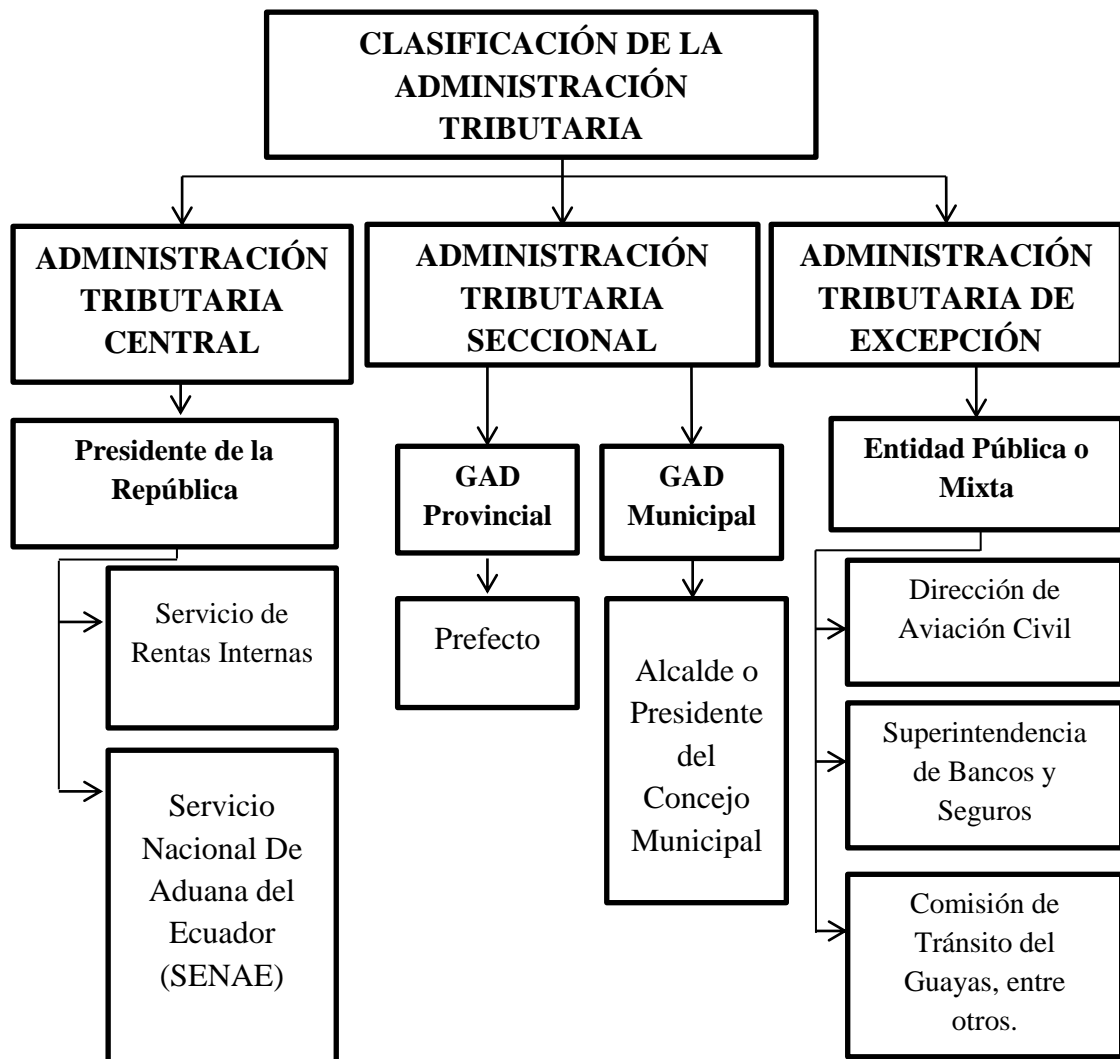 CLASIFICACIÓN DE LA
ADMINISTRACIÓN
TRIBUTARIA
ADMINISTRACIÓN
TRIBUTARIA
CENTRAL
ADMINISTRACIÓN
TRIBUTARIA
SECCIONAL
ADMINISTRACIÓN
TRIBUTARIA DE
EXCEPCIÓN
Presidente de la
República
Servicio de
Rentas Internas
Servicio
Nacional De
Aduana del
Ecuador
(SENAE)
GAD
Provincial
Prefecto
GAD
Municipal
Alcalde o
Presidente
del
Concejo
Municipal
Entidad Pública o
Mixta
Dirección de
Aviación Civil
Superintendencia
de Bancos y
Seguros
Comisión de
Tránsito del
Guayas, entre
otros.